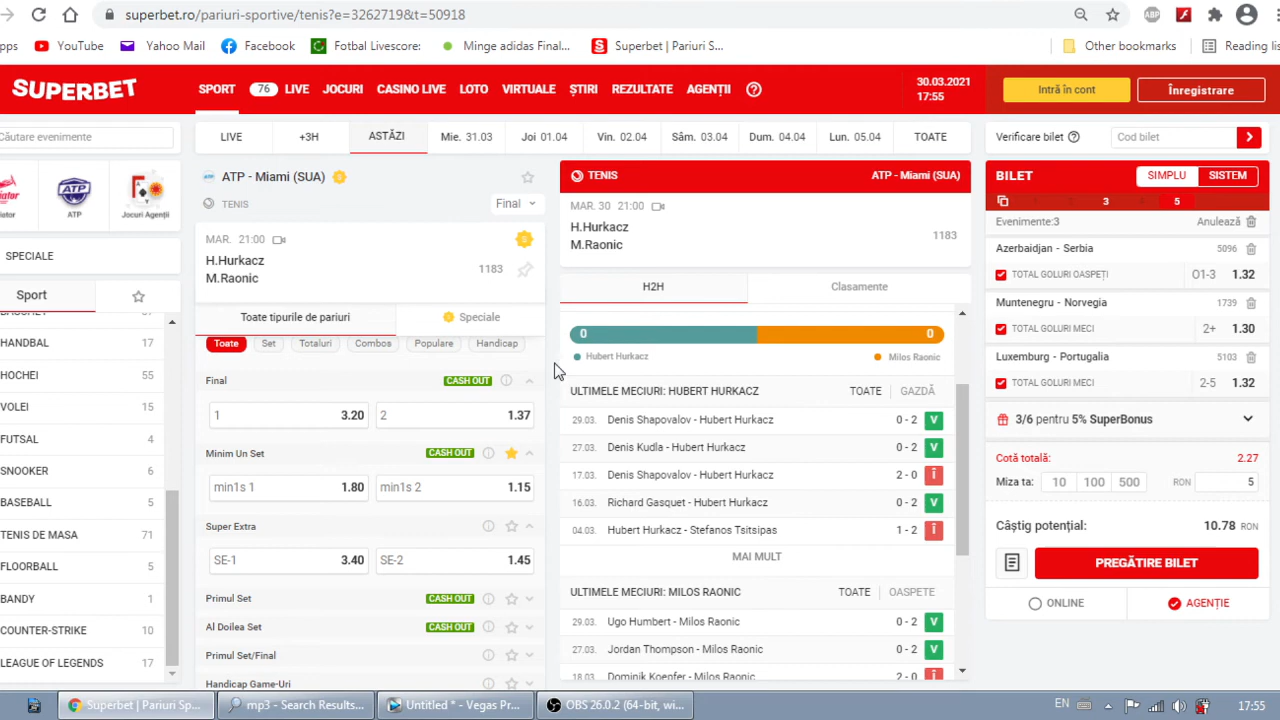 superbet.ro/pariuri-sportive/tenis?e=3262719&t=50918
ABP
pps YouTube Yahoo Mail Facebook Fotbal Livescore: Minge adidas Final... Superbet | Pariuri S... Other bookmarks Reading lis
SUPERBET SPORT 76 LIVE JOCURI CASINO LIVE LOTO VIRTUALE ȘTIRI REZULTATE AGENȚII
30.03.2021
17:55
Intră în cont Înregistrare
Căutare evenimente
LIVE +3H ASTĂZI Mie. 31.03 Joi 01.04 Vin. 02.04 Sâm. 03.04 Dum. 04.04 Lun. 05.04 TOATE
Verificare bilet Cod bilet
iator ATP Jocuri Agenții
SPECIALE
Sport
HANDBAL 17
HOCHEI 55
VOLEI 15
FUTSAL 4
SNOOKER 6
BASEBALL 5
TENIS DE MASA 71
FLOORBALL 5
BANDY 1
COUNTER-STRIKE 10
LEAGUE OF LEGENDS 17
ATP - Miami (SUA)
TENIS
Final
MAR. 21:00
H.Hurkacz
M.Raonic
1183
S
Toate tipurile de pariuri Speciale
Toate Set Totaluri Combos Populare Handicap
Final CASH OUT
1 3.20 2 1.37
Minim Un Set CASH OUT
min1s 1 1.80 min1s 2 1.15
Super Extra
SE-1 3.40 SE-2 1.45
Primul Set CASH OUT
Al Doilea Set CASH OUT
Primul Set/Final
Handicap Game-Uri
TENIS ATP - Miami (SUA)
MAR. 30 21:00
H.Hurkacz
M.Raonic
1183
H2H Clasamente
0 0
Hubert Hurkacz Milos Raonic
ULTIMELE MECIURI: HUBERT HURKACZ TOATE GAZDĂ
29.03. Denis Shapovalov - Hubert Hurkacz 0 - 2 V
27.03. Denis Kudla - Hubert Hurkacz 0 - 2 V
17.03. Denis Shapovalov - Hubert Hurkacz 2 - 0 Î
16.03. Richard Gasquet - Hubert Hurkacz 0 - 2 V
04.03. Hubert Hurkacz - Stefanos Tsitsipas 1 - 2 Î
MAI MULT
ULTIMELE MECIURI: MILOS RAONIC TOATE OASPETE
29.03. Ugo Humbert - Milos Raonic 0 - 2 V
27.03. Jordan Thompson - Milos Raonic 0 - 2 V
18.03. Dominik Koepfer - Milos Raonic 2 - 0 Î
BILET SIMPLU SISTEM
3 5
Evenimente:3 Anulează
Azerbaidjan - Serbia 5096
TOTAL GOLURI OASPEȚI O1-3 1.32
Muntenegru - Norvegia 1739
TOTAL GOLURI MECI 2+ 1.30
Luxemburg - Portugalia 5103
TOTAL GOLURI MECI 2-5 1.32
3/6 pentru 5% SuperBonus
Cotă totală: 2.27
Miza ta: 10 100 500 RON 5
Câștig potențial: 10.78 RON
PREGĂTIRE BILET
ONLINE AGENȚIE
Superbet | Pariuri Sp... mp3 - Search Results... Untitled * - Vegas Pr... OBS 26.0.2 (64-bit, wi... EN 17:55